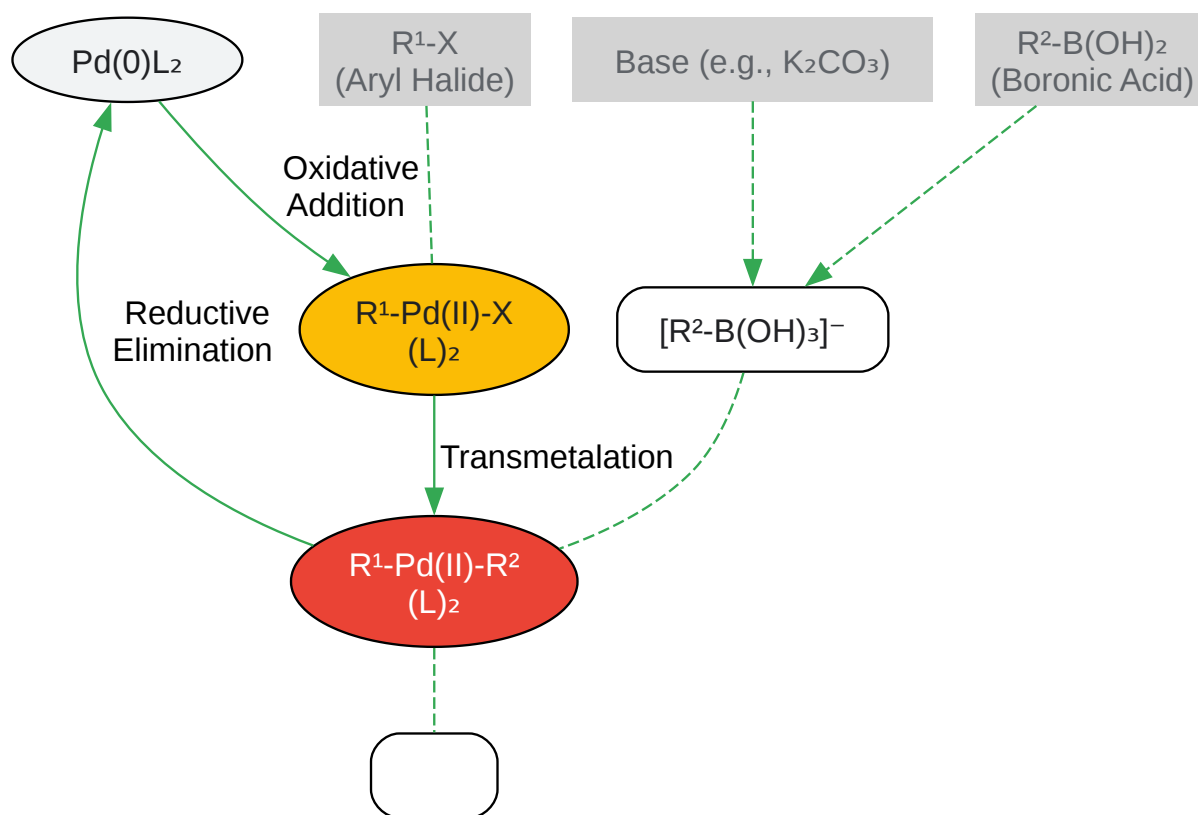 Pd(0)L₂
R¹-X
(Aryl Halide)
Base (e.g., K₂CO₃)
R²-B(OH)₂
(Boronic Acid)
Oxidative
Addition
Reductive
Elimination
R¹-Pd(II)-X
(L)₂
[R²-B(OH)₃]⁻
Transmetalation
R¹-Pd(II)-R²
(L)₂